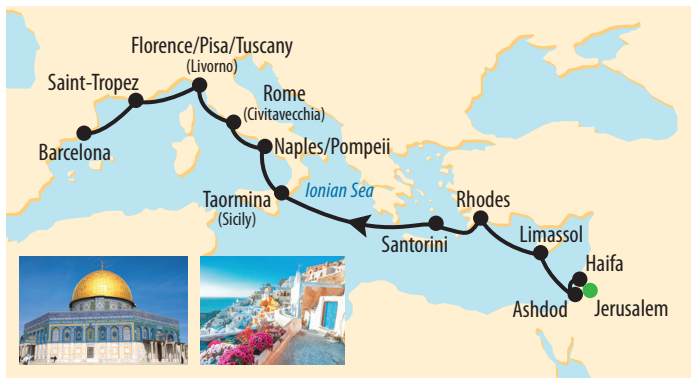 Florence/Pisa/Tuscany
(Livorno)
Saint-Tropez
Rome
(Civitavecchia)
Barcelona
Naples/Pompeii
Taormina
(Sicily)
Ionian Sea
Rhodes
Santorini
Limassol
Haifa
Ashdod
Jerusalem